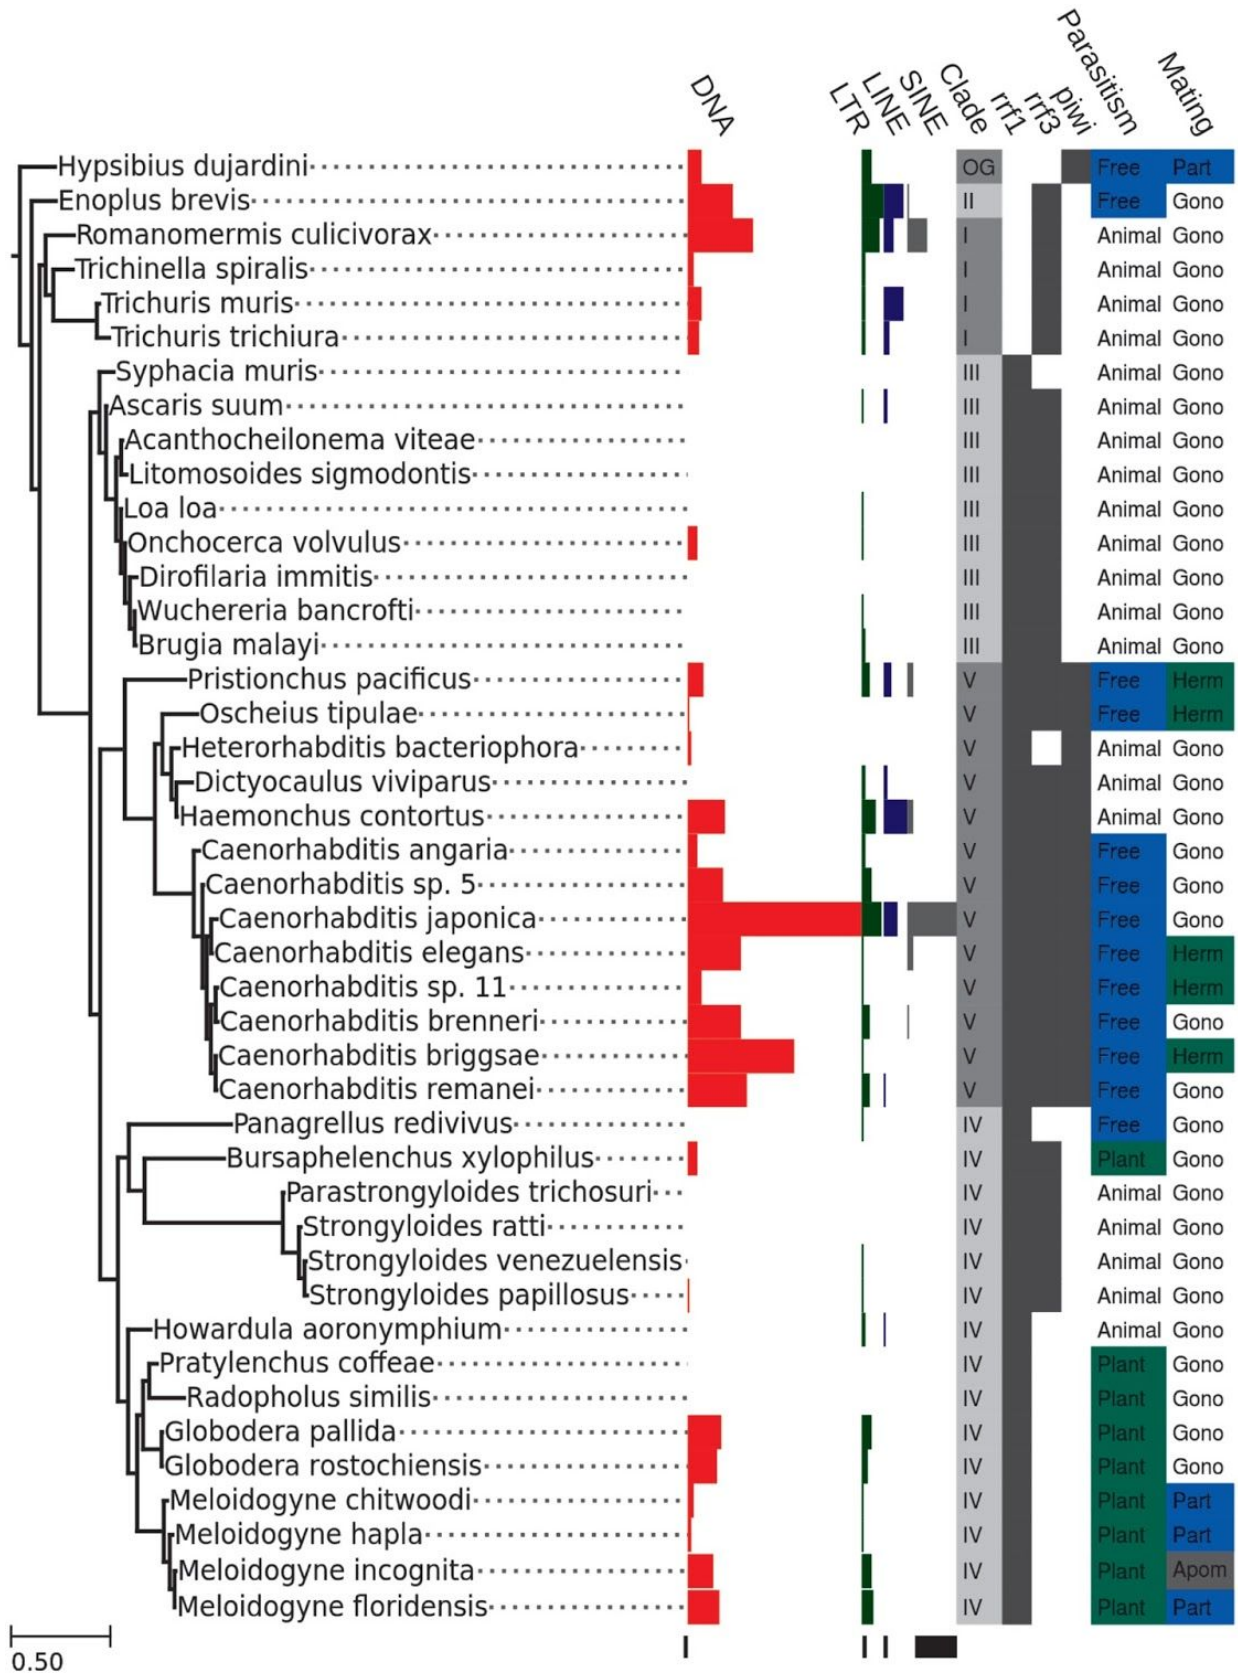 DNA LTR LINE SINE Clade rrf1 rrf3 piwi Parasitism Mating
Hypsibius dujardini OG Free Part
Enoplus brevis II Free Gono
Romanomermis culicivorax I Animal Gono
Trichinella spiralis I Animal Gono
Trichuris muris I Animal Gono
Trichuris trichiura I Animal Gono
Syphacia muris III Animal Gono
Ascaris suum III Animal Gono
Acanthocheilonema viteae III Animal Gono
Litomosoides sigmodontis III Animal Gono
Loa loa III Animal Gono
Onchocerca volvulus III Animal Gono
Dirofilaria immitis III Animal Gono
Wuchereria bancrofti III Animal Gono
Brugia malayi III Animal Gono
Pristionchus pacificus V Free Herm
Oscheius tipulae V Free Herm
Heterorhabditis bacteriophora V Animal Gono
Dictyocaulus viviparus V Animal Gono
Haemonchus contortus V Animal Gono
Caenorhabditis angaria V Free Gono
Caenorhabditis sp. 5 V Free Gono
Caenorhabditis japonica V Free Gono
Caenorhabditis elegans V Free Herm
Caenorhabditis sp. 11 V Free Herm
Caenorhabditis brenneri V Free Gono
Caenorhabditis briggsae V Free Herm
Caenorhabditis remanei V Free Gono
Panagrellus redivivus IV Free Gono
Bursaphelenchus xylophilus IV Plant Gono
Parastrongyloides trichosuri IV Animal Gono
Strongyloides ratti IV Animal Gono
Strongyloides venezuelensis IV Animal Gono
Strongyloides papillosus IV Animal Gono
Howardula aoronymphium IV Animal Gono
Pratylenchus coffeae IV Plant Gono
Radopholus similis IV Plant Gono
Globodera pallida IV Plant Gono
Globodera rostochiensis IV Plant Gono
Meloidogyne chitwoodi IV Plant Part
Meloidogyne hapla IV Plant Part
Meloidogyne incognita IV Plant Apom
Meloidogyne floridensis IV Plant Part
0.50